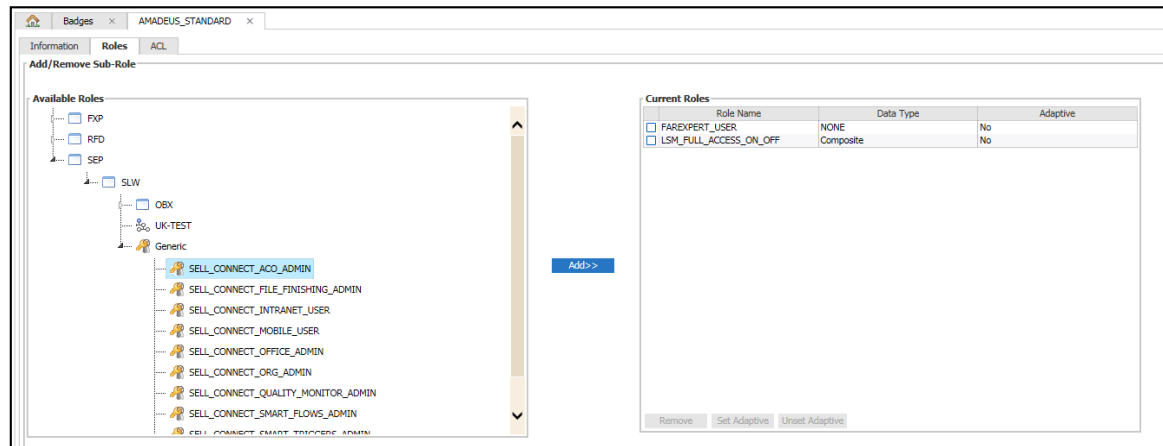 Badges × AMADEUS_STANDARD ×
Information Roles ACL
Add/Remove Sub-Role
Available Roles
FXP
RFD
SEP
SLW
OBX
UK-TEST
Generic
SELL_CONNECT_ACO_ADMIN
SELL_CONNECT_FILE_FINISHING_ADMIN
SELL_CONNECT_INTRANET_USER
SELL_CONNECT_MOBILE_USER
SELL_CONNECT_OFFICE_ADMIN
SELL_CONNECT_ORG_ADMIN
SELL_CONNECT_QUALITY_MONITOR_ADMIN
SELL_CONNECT_SMART_FLOWS_ADMIN
SELL_CONNECT_SMART_TRIGGERS_ADMIN
Add>>
Current Roles
Role Name Data Type Adaptive
FAREXPERT_USER NONE No
LSM_FULL_ACCESS_ON_OFF Composite No
Remove Set Adaptive Unset Adaptive